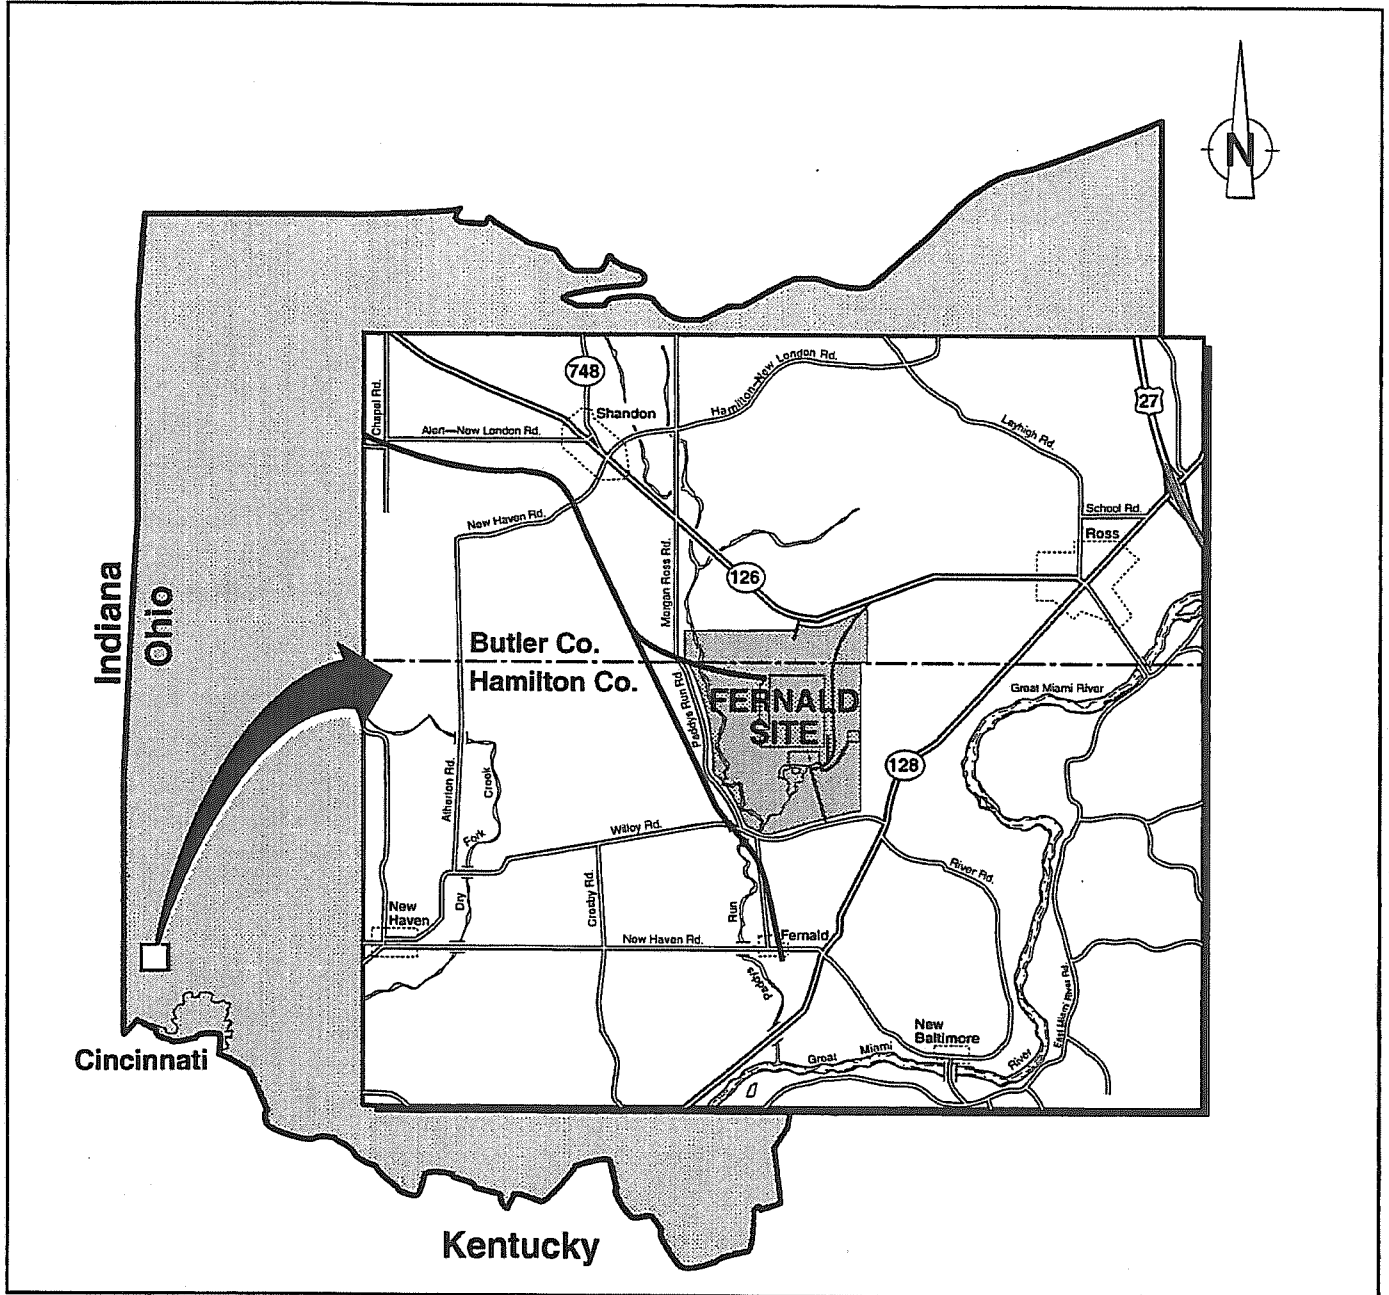 N
748
Chapel Rd.
Shandon
Hamilton—New London Rd.
27
Alert—New London Rd.
Layhigh Rd.
New Haven Rd.
School Rd.
Ross
Morgan Ross Rd.
126
Indiana
Ohio
Butler Co.
Hamilton Co.
Paddys Run Rd.
FERNALD
SITE
Great Miami River
128
Atherton Rd.
Creek
Fork
Dry
Willey Rd.
River Rd.
Crosby Rd.
New
Haven
Run
Paddys
New Haven Rd.
Fernald
East Miami River Rd.
New
Baltimore
Great Miami River
Cincinnati
Kentucky